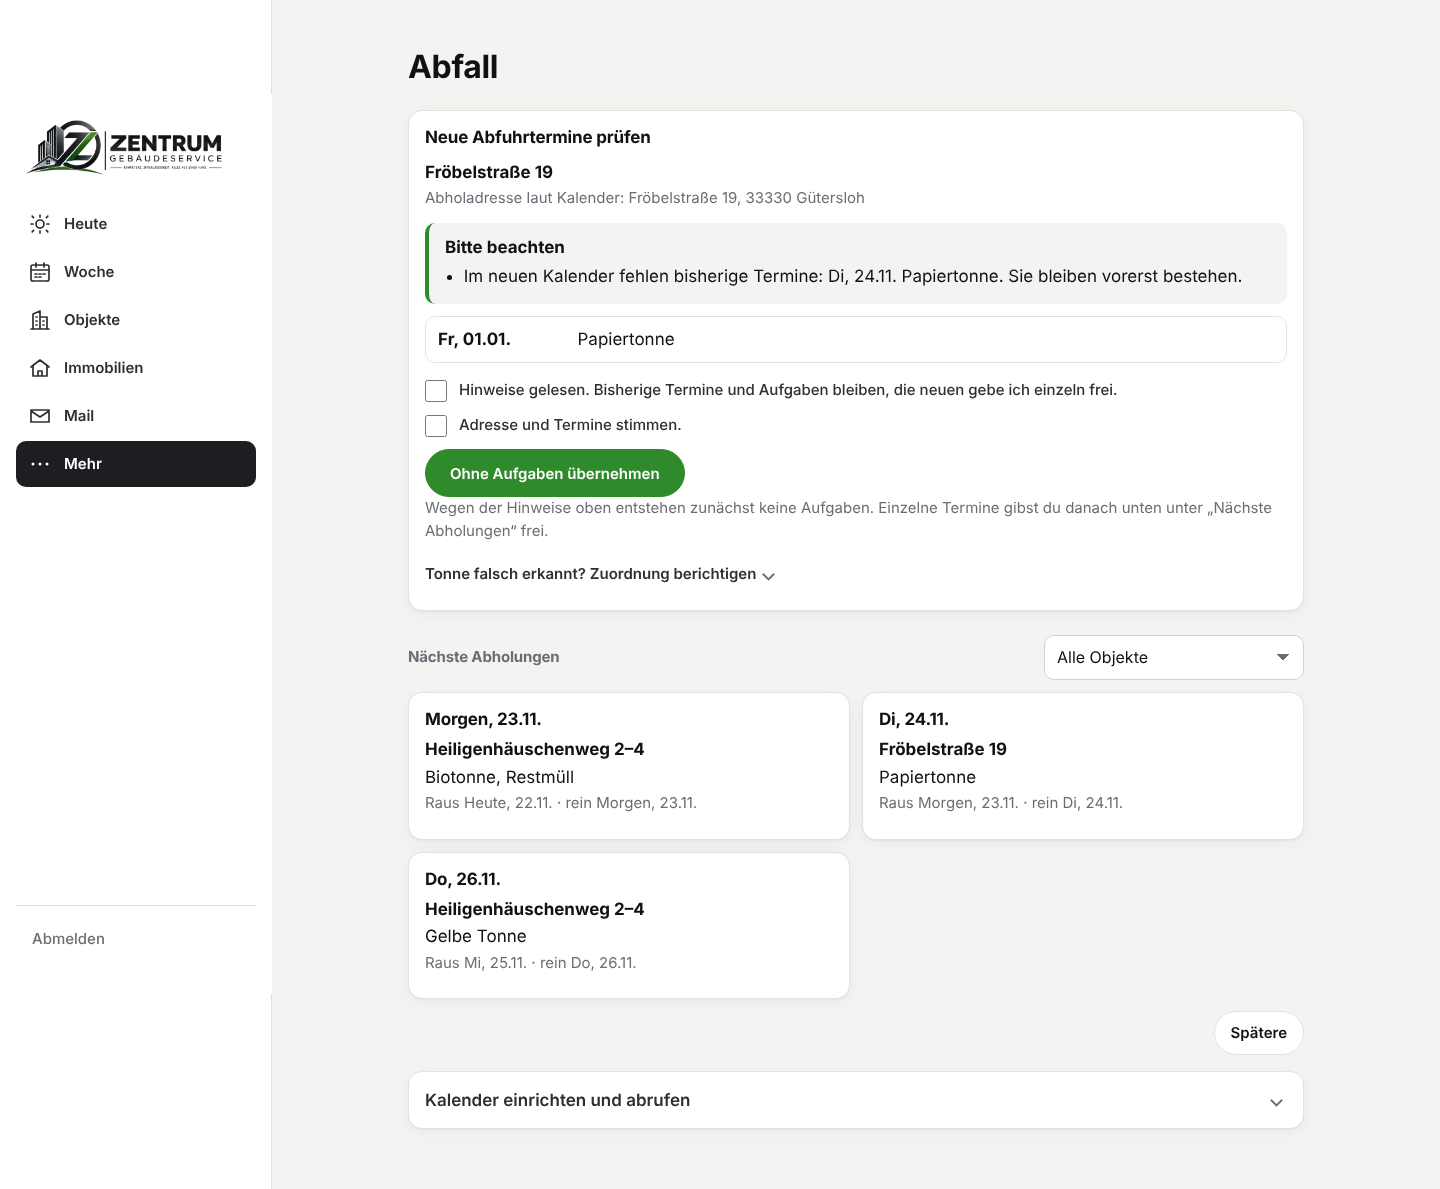 ZENTRUM
GEBÄUDESERVICE
Heute
Woche
Objekte
Immobilien
Mail
Mehr
Abmelden
Abfall
Neue Abfuhrtermine prüfen
Fröbelstraße 19
Abholadresse laut Kalender: Fröbelstraße 19, 33330 Gütersloh
Bitte beachten
• Im neuen Kalender fehlen bisherige Termine: Di, 24.11. Papiertonne. Sie bleiben vorerst bestehen.
Fr, 01.01. Papiertonne
Hinweise gelesen. Bisherige Termine und Aufgaben bleiben, die neuen gebe ich einzeln frei.
Adresse und Termine stimmen.
Ohne Aufgaben übernehmen
Wegen der Hinweise oben entstehen zunächst keine Aufgaben. Einzelne Termine gibst du danach unten unter „Nächste
Abholungen“ frei.
Tonne falsch erkannt? Zuordnung berichtigen
Nächste Abholungen
Alle Objekte
Morgen, 23.11.
Heiligenhäuschenweg 2–4
Biotonne, Restmüll
Raus Heute, 22.11. · rein Morgen, 23.11.
Di, 24.11.
Fröbelstraße 19
Papiertonne
Raus Morgen, 23.11. · rein Di, 24.11.
Do, 26.11.
Heiligenhäuschenweg 2–4
Gelbe Tonne
Raus Mi, 25.11. · rein Do, 26.11.
Spätere
Kalender einrichten und abrufen